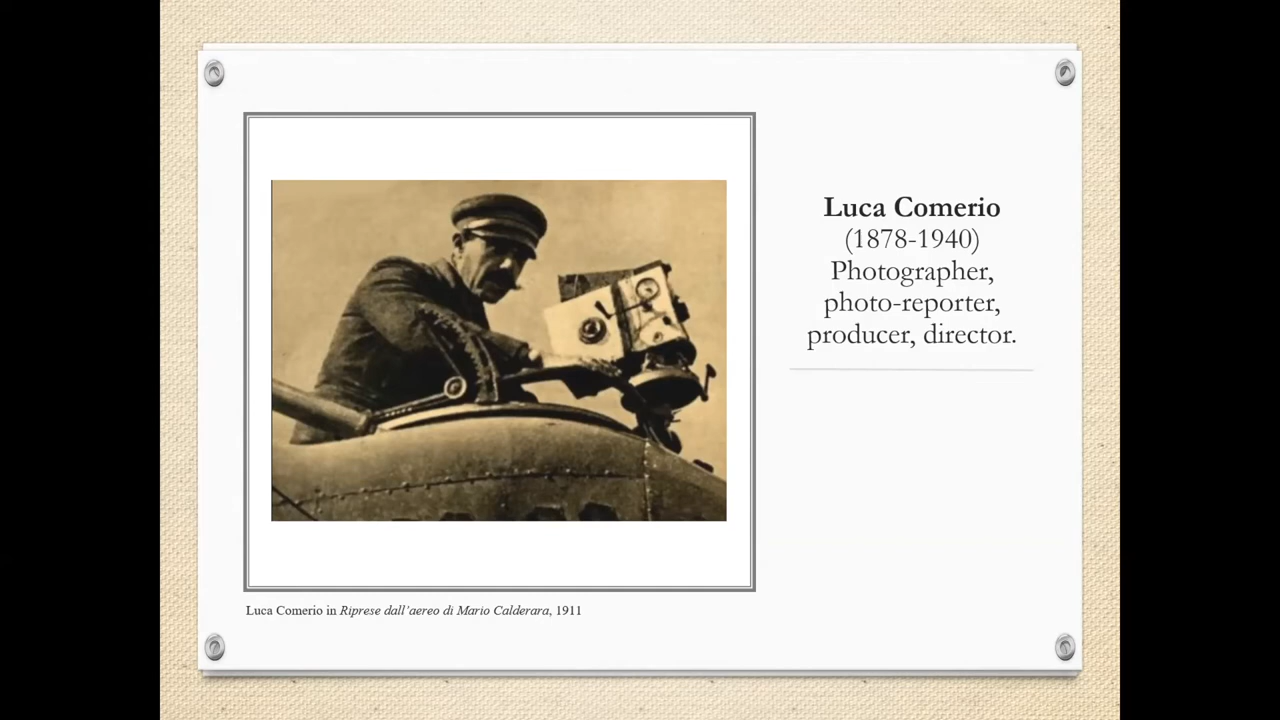 Luca Comerio
(1878-1940)
Photographer,
photo-reporter,
producer, director.
Luca Comerio in Riprese dall’aereo di Mario Calderara, 1911